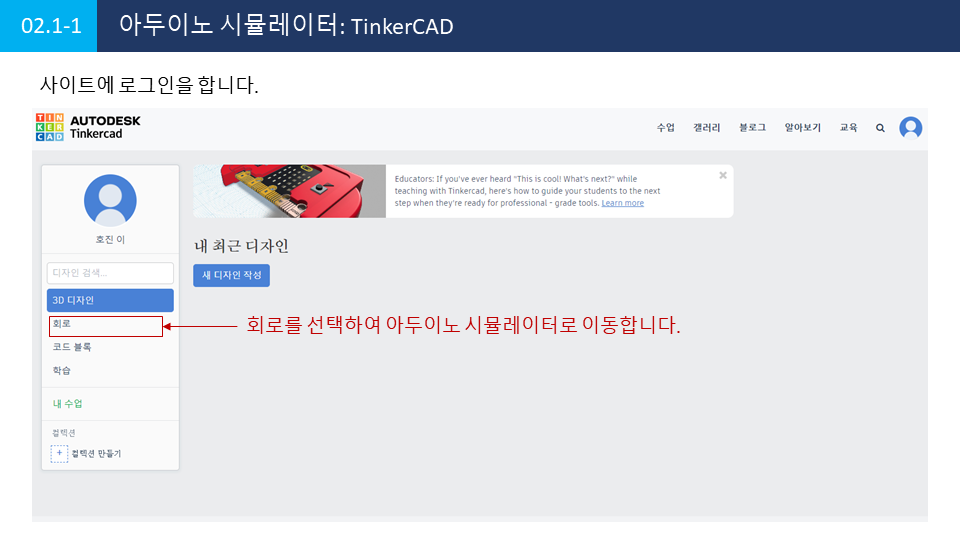 02.1-1
아두이노 시뮬레이터: TinkerCAD
사이트에 로그인을 합니다.
TIN
KER
CAD
AUTODESK
Tinkercad
수업 갤러리 블로그 알아보기 교육
호진 이
디자인 검색...
3D 디자인
회로
코드 블록
학습
내 수업
컬렉션
+ 컬렉션 만들기
Educators: If you've ever heard "This is cool! What's next?" while
teaching with Tinkercad, here's how to guide your students to the next
step when they're ready for professional - grade tools. Learn more
내 최근 디자인
새 디자인 작성
회로를 선택하여 아두이노 시뮬레이터로 이동합니다.